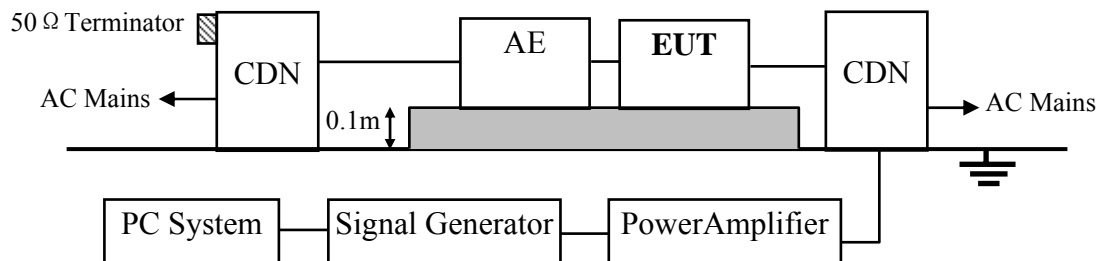 50 Ω Terminator
CDN
AC Mains
AE
EUT
CDN
AC Mains
0.1m
PC System
Signal Generator
PowerAmplifier